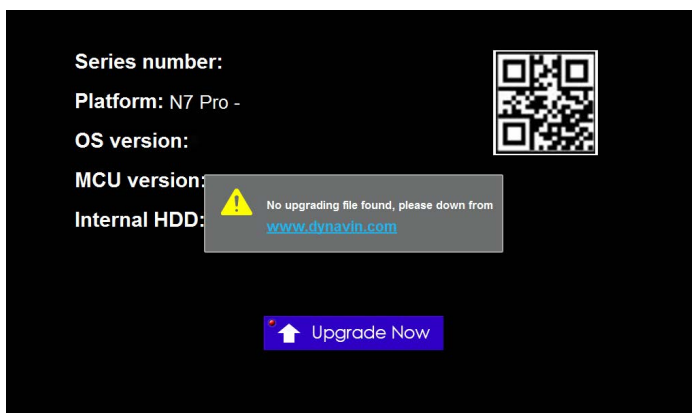 Series number:
Platform: N7 Pro -
OS version:
MCU version:
Internal HDD:
No upgrading file found, please down from
www.dynavin.com
Upgrade Now